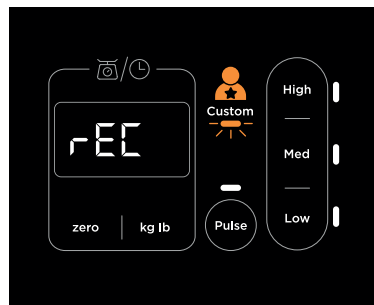 rEC
zero
kg lb
Custom
Pulse
High
Med
Low